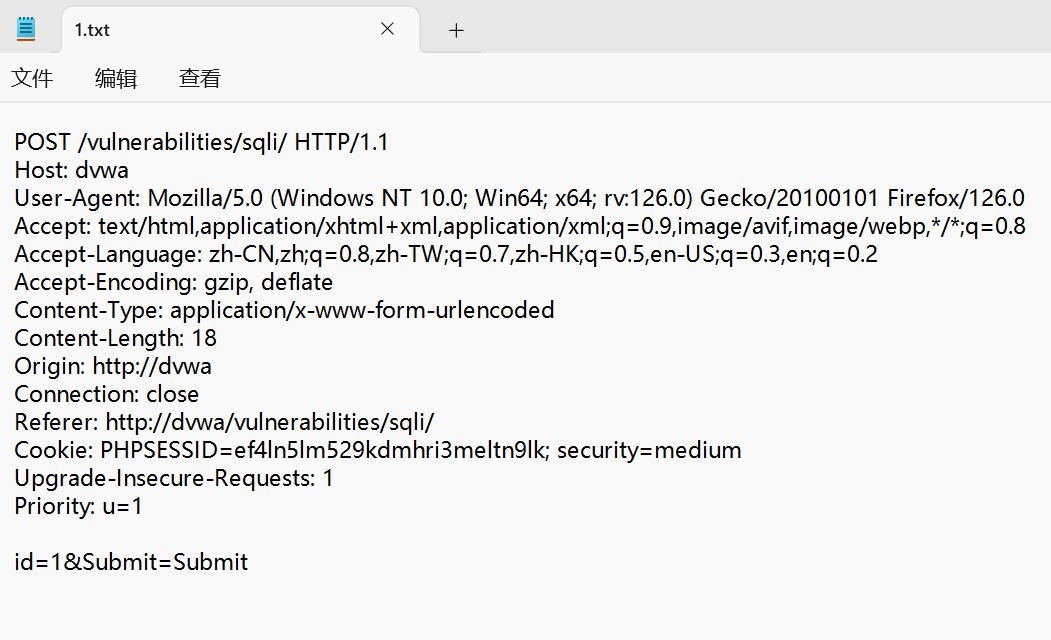 1.txt
文件 编辑 查看
POST /vulnerabilities/sqli/ HTTP/1.1
Host: dvwa
User-Agent: Mozilla/5.0 (Windows NT 10.0; Win64; x64; rv:126.0) Gecko/20100101 Firefox/126.0
Accept: text/html,application/xhtml+xml,application/xml;q=0.9,image/avif,image/webp,*/*;q=0.8
Accept-Language: zh-CN,zh;q=0.8,zh-TW;q=0.7,zh-HK;q=0.5,en-US;q=0.3,en;q=0.2
Accept-Encoding: gzip, deflate
Content-Type: application/x-www-form-urlencoded
Content-Length: 18
Origin: http://dvwa
Connection: close
Referer: http://dvwa/vulnerabilities/sqli/
Cookie: PHPSESSID=ef4ln5lm529kdmhri3meltn9lk; security=medium
Upgrade-Insecure-Requests: 1
Priority: u=1
id=1&Submit=Submit